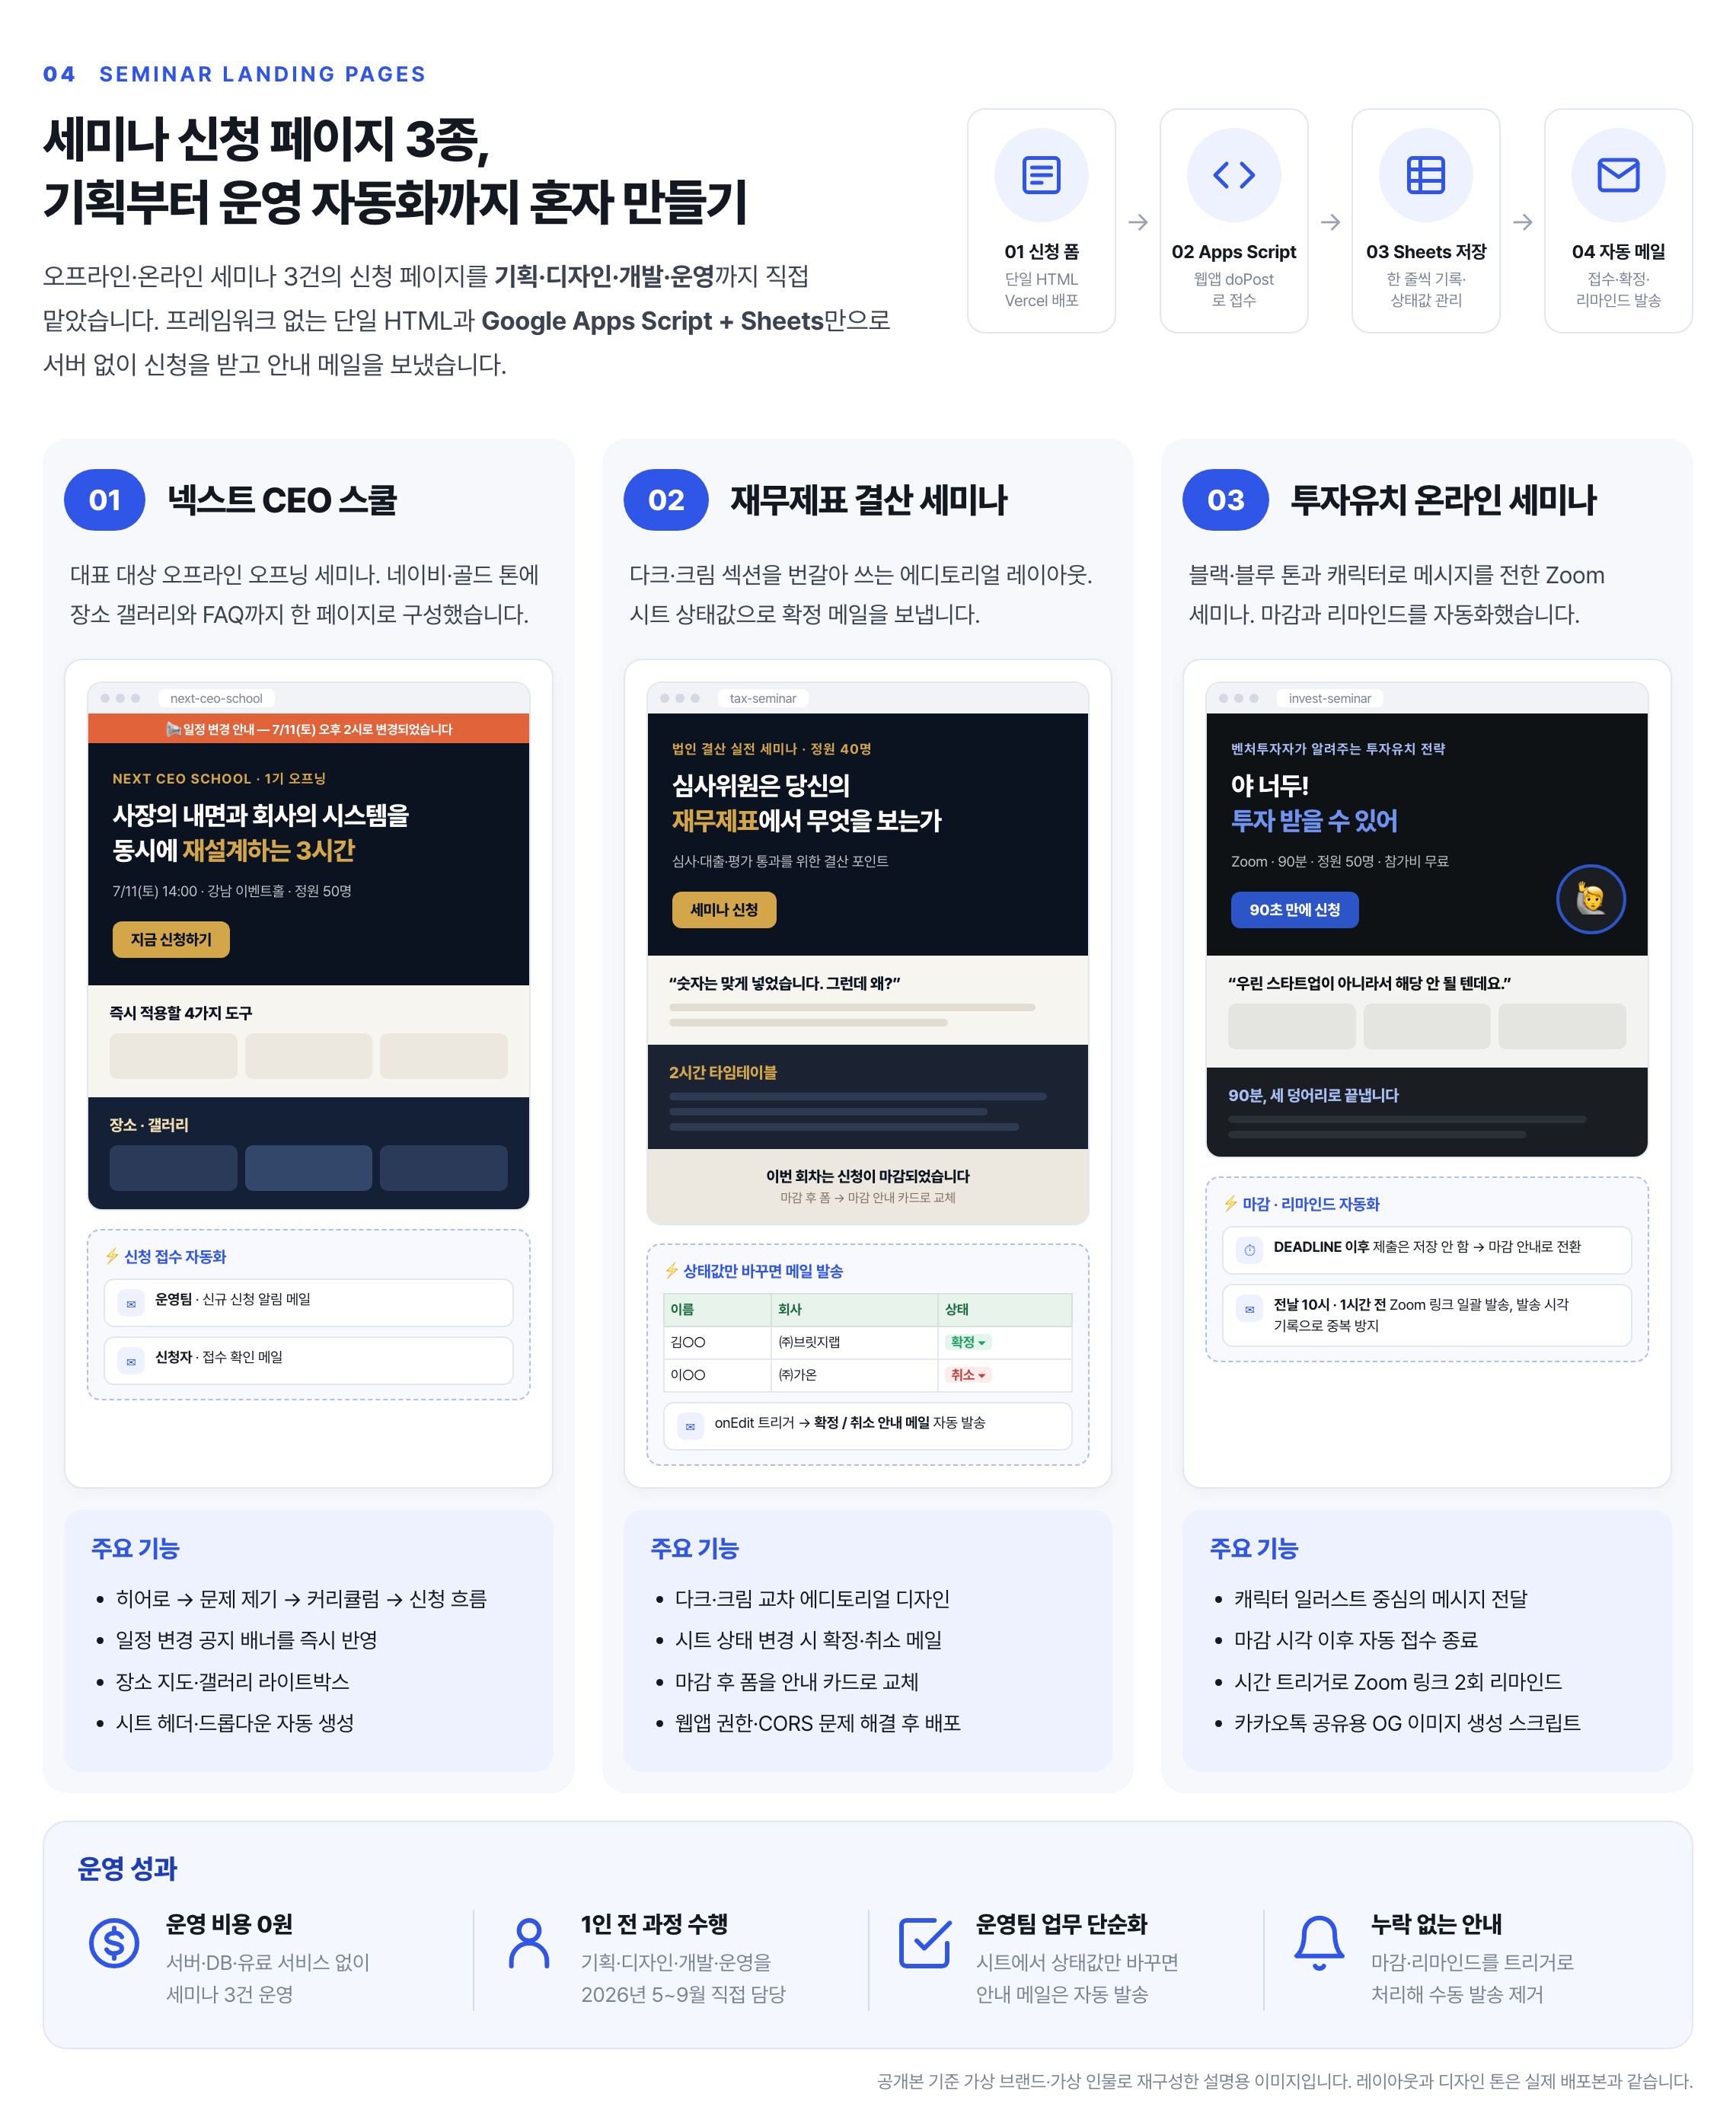 04 SEMINAR LANDING PAGES
세미나 신청 페이지 3종,
기획부터 운영 자동화까지 혼자 만들기
오프라인·온라인 세미나 3건의 신청 페이지를 기획·디자인·개발·운영까지 직접
맡았습니다. 프레임워크 없는 단일 HTML과 Google Apps Script + Sheets만으로
서버 없이 신청을 받고 안내 메일을 보냈습니다.
01 신청 폼
단일 HTML
Vercel 배포
→
02 Apps Script
웹앱 doPost
로 접수
→
03 Sheets 저장
한 줄씩 기록·
상태값 관리
→
04 자동 메일
접수·확정·
리마인드 발송
01 넥스트 CEO 스쿨
대표 대상 오프라인 오프닝 세미나. 네이비·골드 톤에
장소 갤러리와 FAQ까지 한 페이지로 구성했습니다.
next-ceo-school
일정 변경 안내 — 7/11(토) 오후 2시로 변경되었습니다
NEXT CEO SCHOOL · 1기 오프닝
사장의 내면과 회사의 시스템을
동시에 재설계하는 3시간
7/11(토) 14:00 · 강남 이벤트홀 · 정원 50명
지금 신청하기
즉시 적용할 4가지 도구
장소 · 갤러리
⚡ 신청 접수 자동화
운영팀 · 신규 신청 알림 메일
신청자 · 접수 확인 메일
주요 기능
• 히어로 → 문제 제기 → 커리큘럼 → 신청 흐름
• 일정 변경 공지 배너를 즉시 반영
• 장소 지도·갤러리 라이트박스
• 시트 헤더·드롭다운 자동 생성
02 재무제표 결산 세미나
다크·크림 섹션을 번갈아 쓰는 에디토리얼 레이아웃.
시트 상태값으로 확정 메일을 보냅니다.
tax-seminar
법인 결산 실전 세미나 · 정원 40명
심사위원은 당신의
재무제표에서 무엇을 보는가
심사·대출·평가 통과를 위한 결산 포인트
세미나 신청
“숫자는 맞게 넣었습니다. 그런데 왜?”
2시간 타임테이블
이번 회차는 신청이 마감되었습니다
마감 후 폼 → 마감 안내 카드로 교체
⚡ 상태값만 바꾸면 메일 발송
이름 회사 상태
김○○ ㈜브릿지랩 확정
이○○ ㈜가온 취소
onEdit 트리거 → 확정 / 취소 안내 메일 자동 발송
주요 기능
• 다크·크림 교차 에디토리얼 디자인
• 시트 상태 변경 시 확정·취소 메일
• 마감 후 폼을 안내 카드로 교체
• 웹앱 권한·CORS 문제 해결 후 배포
03 투자유치 온라인 세미나
블랙·블루 톤과 캐릭터로 메시지를 전한 Zoom
세미나. 마감과 리마인드를 자동화했습니다.
invest-seminar
벤처투자자가 알려주는 투자유치 전략
야 너두!
투자 받을 수 있어
Zoom · 90분 · 정원 50명 · 참가비 무료
90초 만에 신청
“우린 스타트업이 아니라서 해당 안 될 텐데요.”
90분, 세 덩어리로 끝냅니다
⚡ 마감 · 리마인드 자동화
DEADLINE 이후 제출은 저장 안 함 → 마감 안내로 전환
전날 10시 · 1시간 전 Zoom 링크 일괄 발송, 발송 시각
기록으로 중복 방지
주요 기능
• 캐릭터 일러스트 중심의 메시지 전달
• 마감 시각 이후 자동 접수 종료
• 시간 트리거로 Zoom 링크 2회 리마인드
• 카카오톡 공유용 OG 이미지 생성 스크립트
운영 성과
운영 비용 0원
서버·DB·유료 서비스 없이
세미나 3건 운영
1인 전 과정 수행
기획·디자인·개발·운영을
2026년 5~9월 직접 담당
운영팀 업무 단순화
시트에서 상태값만 바꾸면
안내 메일은 자동 발송
누락 없는 안내
마감·리마인드를 트리거로
처리해 수동 발송 제거
공개본 기준 가상 브랜드·가상 인물로 재구성한 설명용 이미지입니다. 레이아웃과 디자인 톤은 실제 배포본과 같습니다.